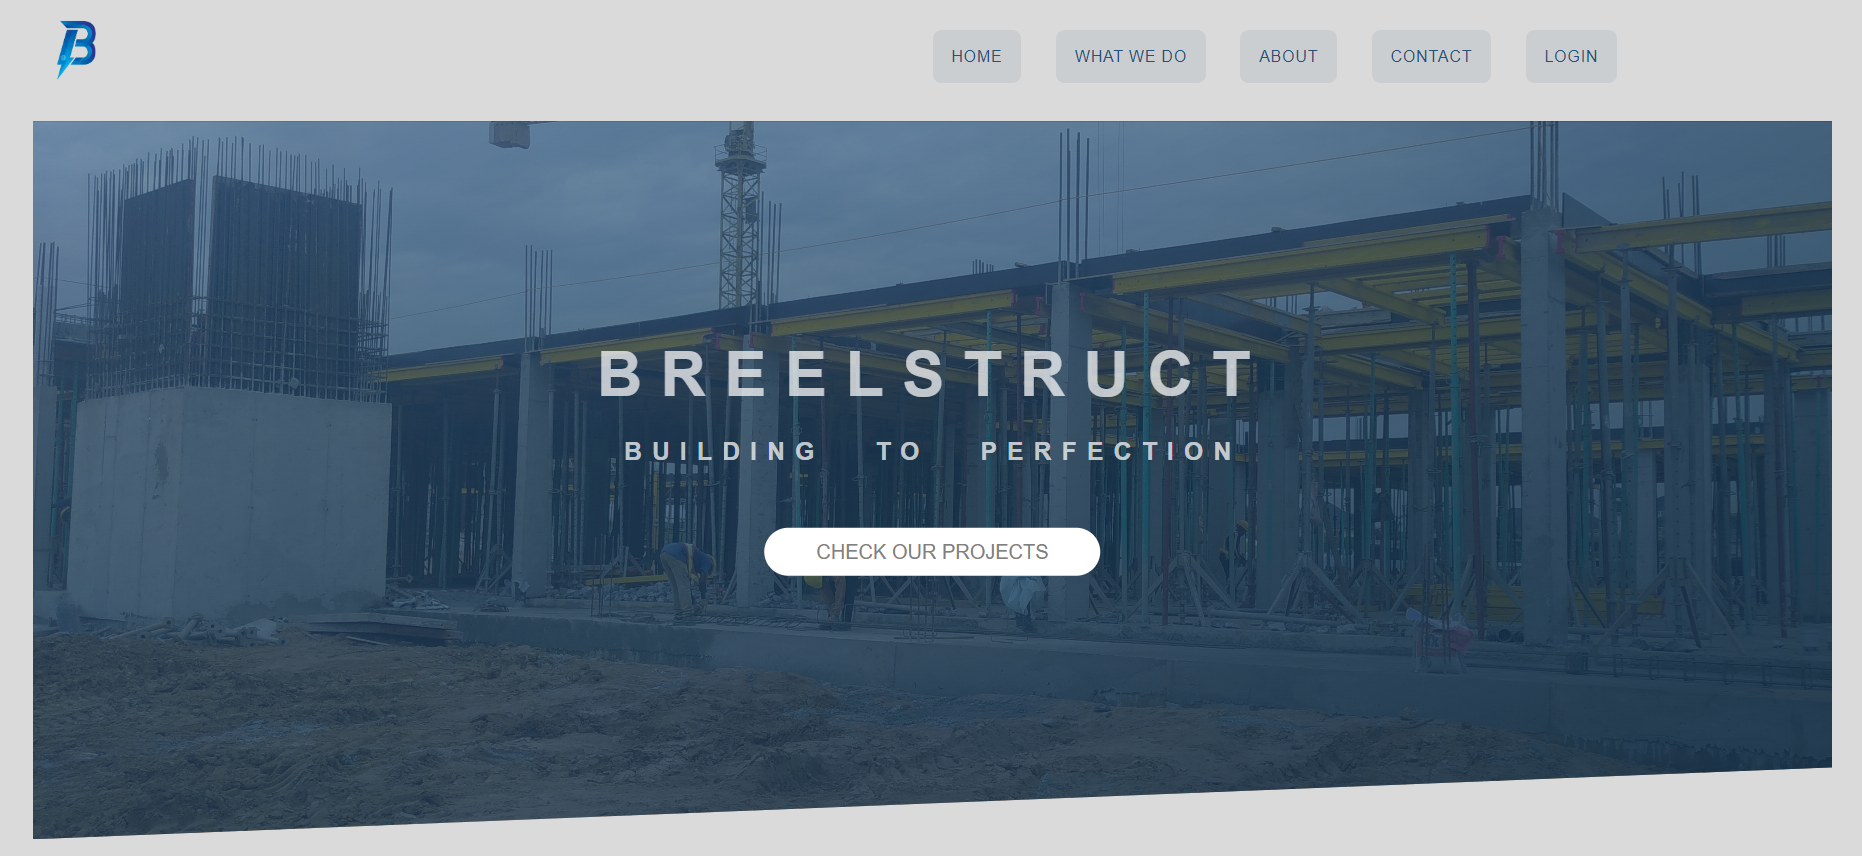 B
HOME WHAT WE DO ABOUT CONTACT LOGIN
BREELSTRUCT
BUILDING TO PERFECTION
CHECK OUR PROJECTS